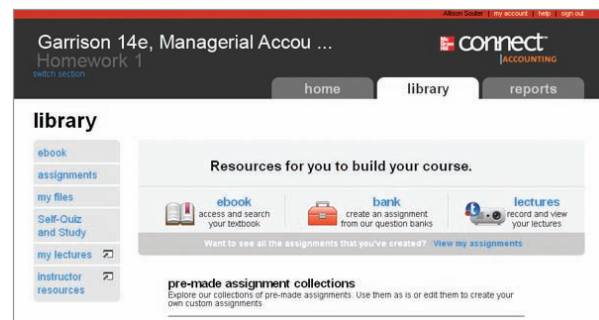 Allison Souter | my account | help | sign out
Garrison 14e, Managerial Accou ...
Homework 1
switch section
Mc Graw Hill connect
|ACCOUNTING
home library reports
library
ebook
assignments
my files
Self-Quiz
and Study
my lectures
instructor
resources
Resources for you to build your course.
ebook
access and search
your textbook
bank
create an assignment
from our question banks
lectures
record and view
your lectures
Want to see all the assignments that you've created? View my assignments
pre-made assignment collections
Explore our collections of pre-made assignments. Use them as is or edit them to create your
own custom assignments